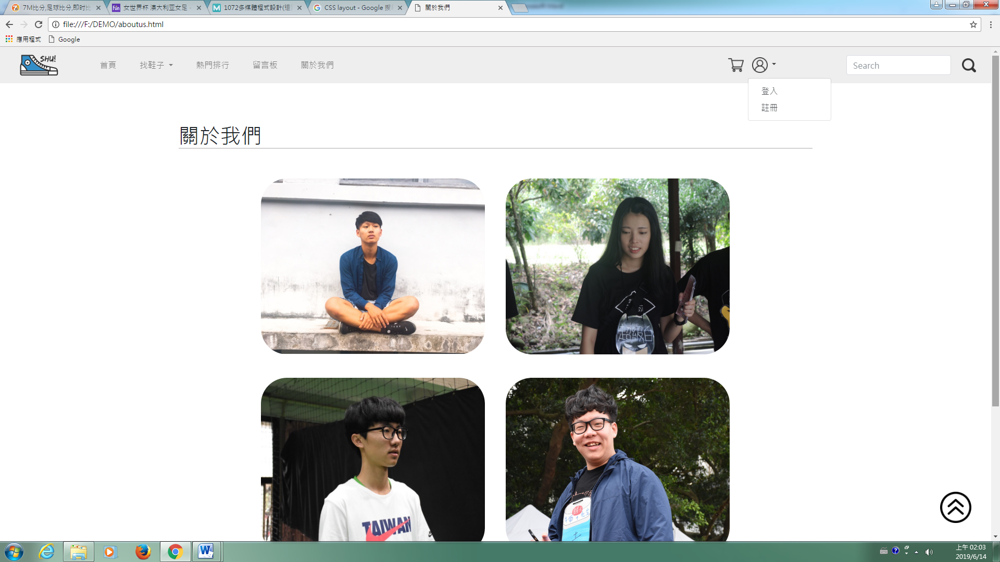 7M比分,足球比分,即时比
女世界杯 澳大利亚女足 -
1072多媒體程式設計(遠
CSS layout - Google 搜尋
關於我們
file:///F:/DEMO/aboutus.html
應用程式
Google
SHU!
首頁
找鞋子
熱門排行
留言板
關於我們
Search
登入
註冊
關於我們
超級白
TAIWAN
上午 02:03
2019/6/14